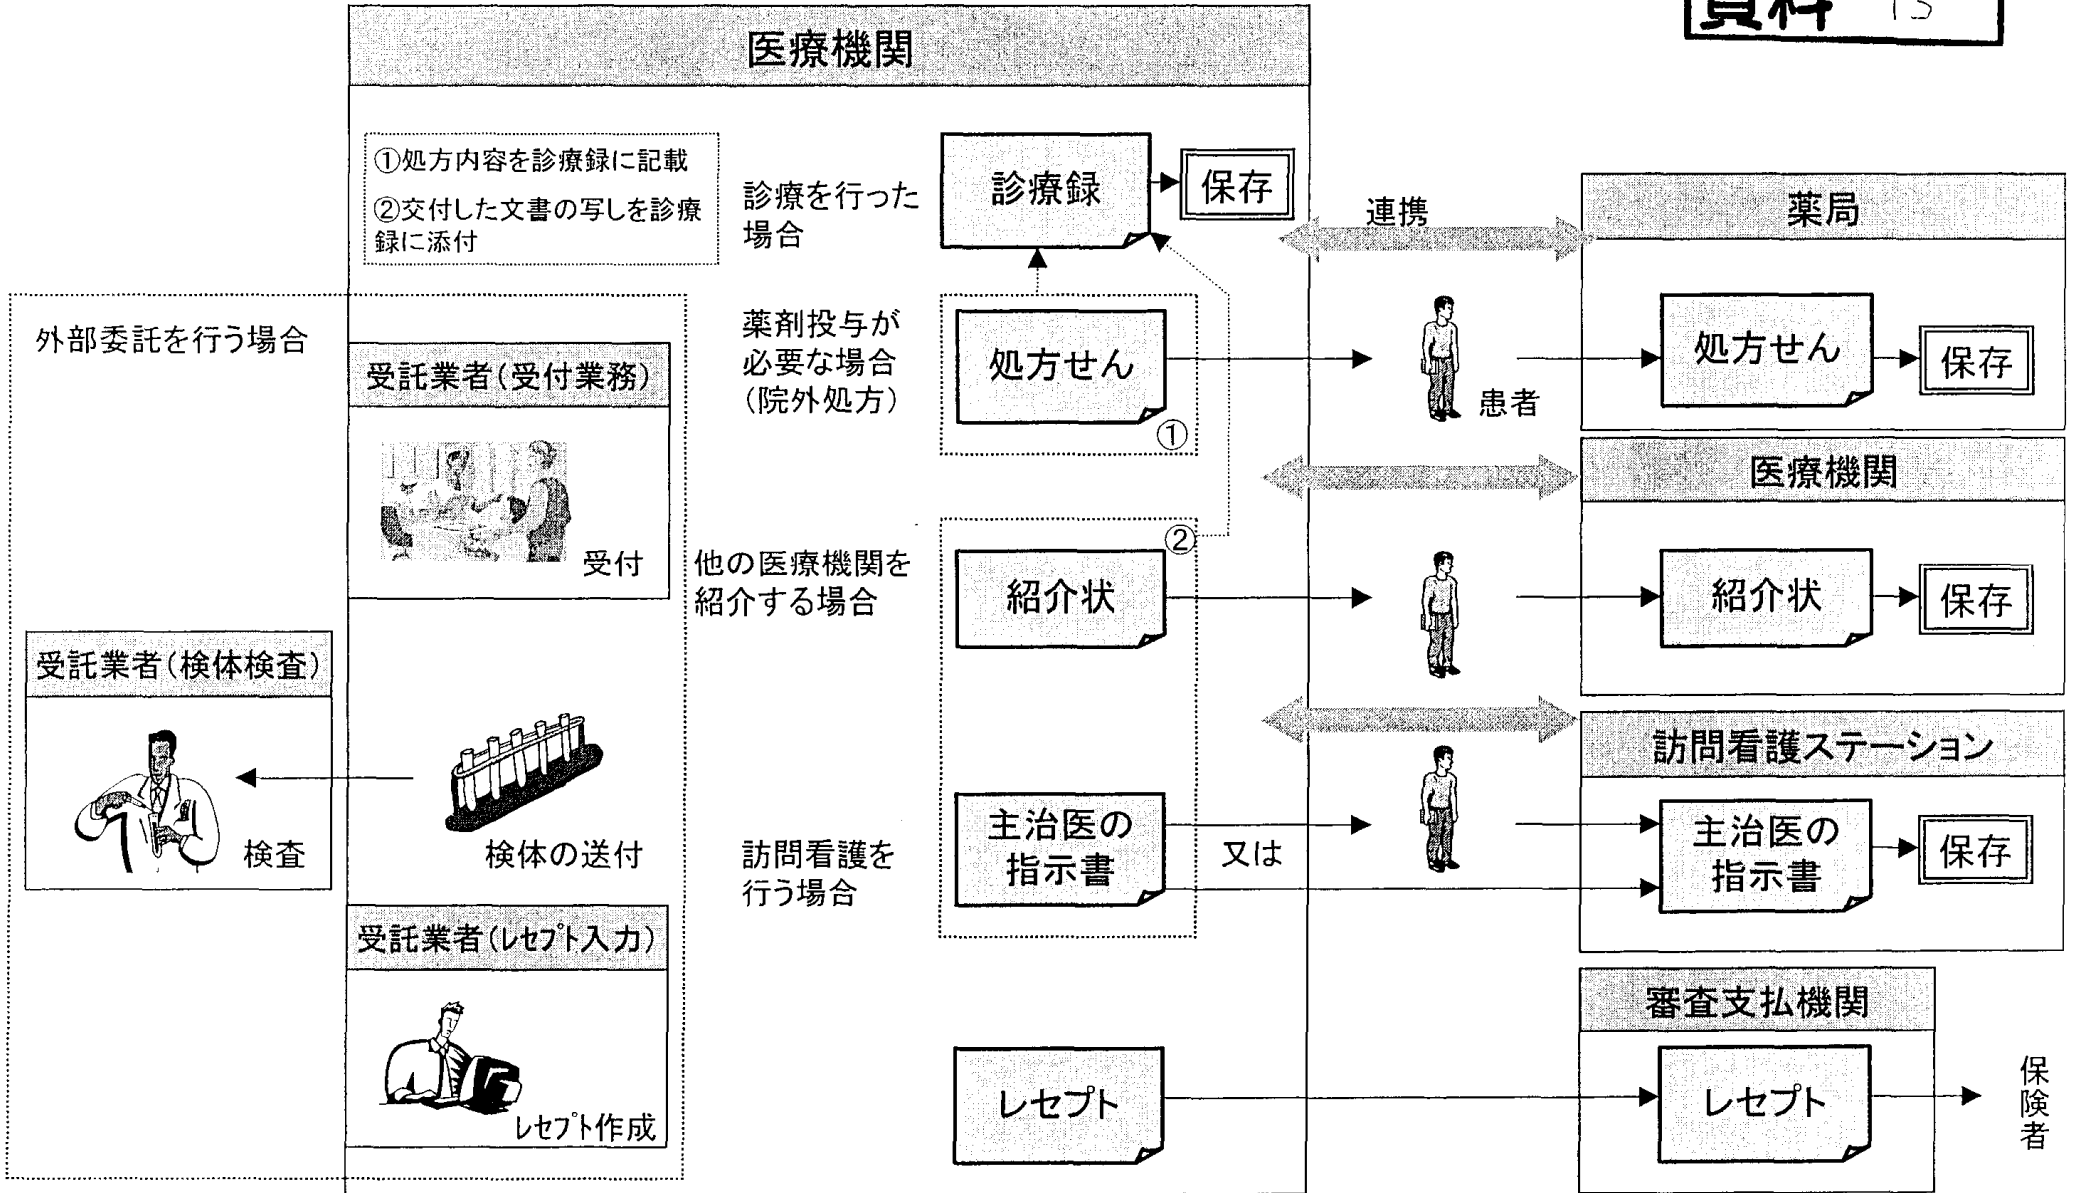 資料 15
医療機関
①処方内容を診療録に記載
②交付した文書の写しを診療
録に添付
診療を行った
場合
診療録
保存
連携
薬局
外部委託を行う場合
受託業者(受付業務)
受付
薬剤投与が
必要な場合
(院外処方)
処方せん
①
患者
処方せん
保存
医療機関
他の医療機関を
紹介する場合
②
紹介状
紹介状
保存
受託業者(検体検査)
検査
検体の送付
訪問看護ステーション
訪問看護を
行う場合
主治医の
指示書
又は
主治医の
指示書
保存
受託業者(レセプト入力)
レセプト作成
審査支払機関
レセプト
レセプト
保険者